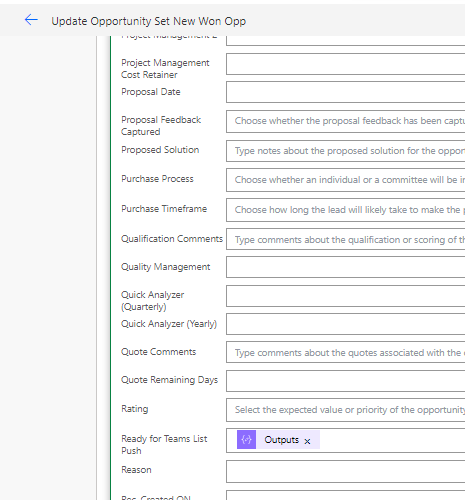 Update Opportunity Set New Won Opp
Project Management 2
Project Management
Cost Retainer
Proposal Date
Proposal Feedback
Captured
Choose whether the proposal feedback has been captu
Proposed Solution
Type notes about the proposed solution for the oppor
Purchase Process
Choose whether an individual or a committee will be in
Purchase Timeframe
Choose how long the lead will likely take to make the p
Qualification Comments
Type comments about the qualification or scoring of th
Quality Management
Quick Analyzer
(Quarterly)
Quick Analyzer (Yearly)
Quote Comments
Type comments about the quotes associated with the
Quote Remaining Days
Rating
Select the expected value or priority of the opportunity
Ready for Teams List
Push
Outputs x
Reason
Rec. Created ON